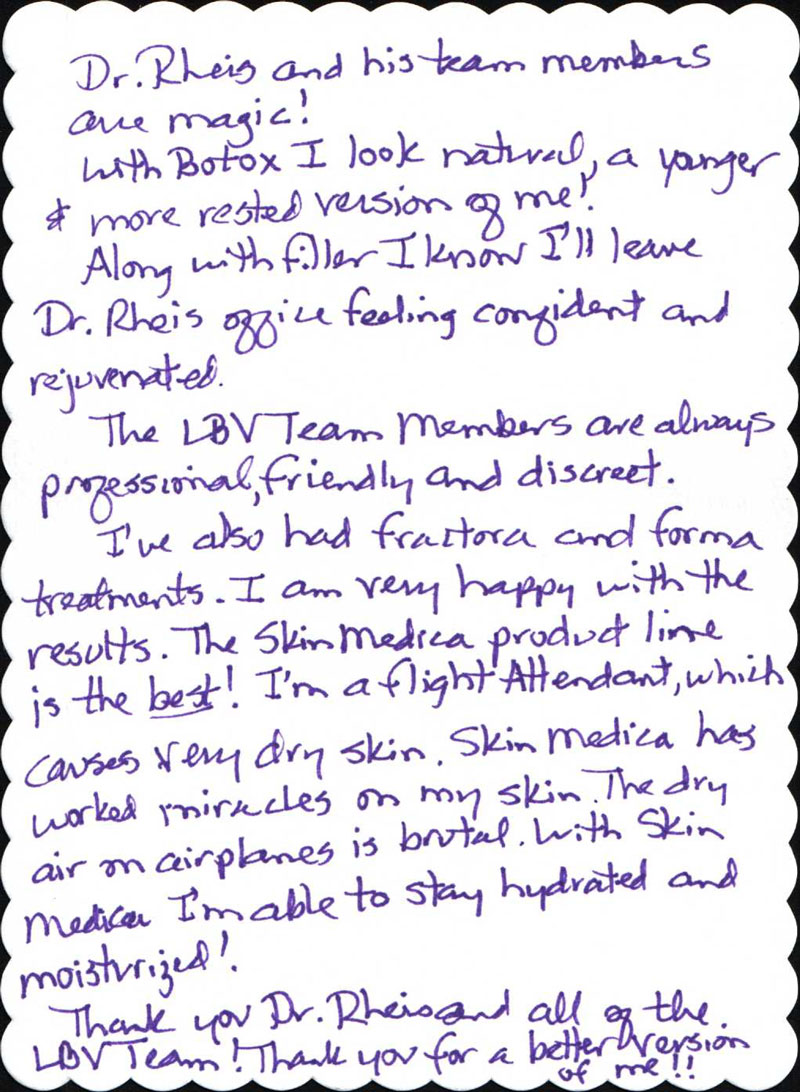 Dr. Rheis and his team members
are magic!
With Botox I look natural, a younger
& more rested version of me!
Along with filler I know I'll leave
Dr. Rheis office feeling confident and
rejuvenated.
The LBV Team Members are always
professional, friendly and discreet.
I've also had fractora and forma
treatments. I am very happy with the
results. The Skin Medica product line
is the best! I'm a flight Attendant, which
causes very dry skin. Skin Medica has
worked miracles on my skin. The dry
air on airplanes is brutal. With Skin
Medica I'm able to stay hydrated and
moisturized!
Thank you Dr. Rheis and all of the
LBV Team! Thank you for a better version
of me!!